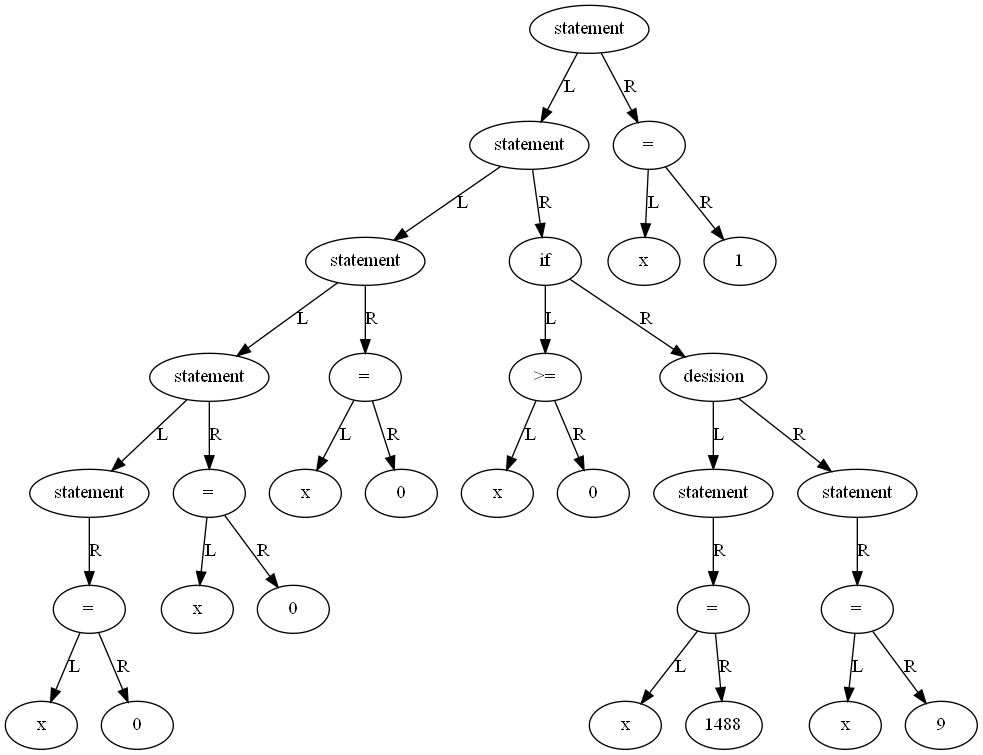 statement
L R
statement =
L R L R
statement if x 1
L R L R
statement = >= desision
L R L R L R L R
statement = x 0 x 0 statement statement
R L R R R
= x 0 = =
L R L R L R
x 0 x 1488 x 9